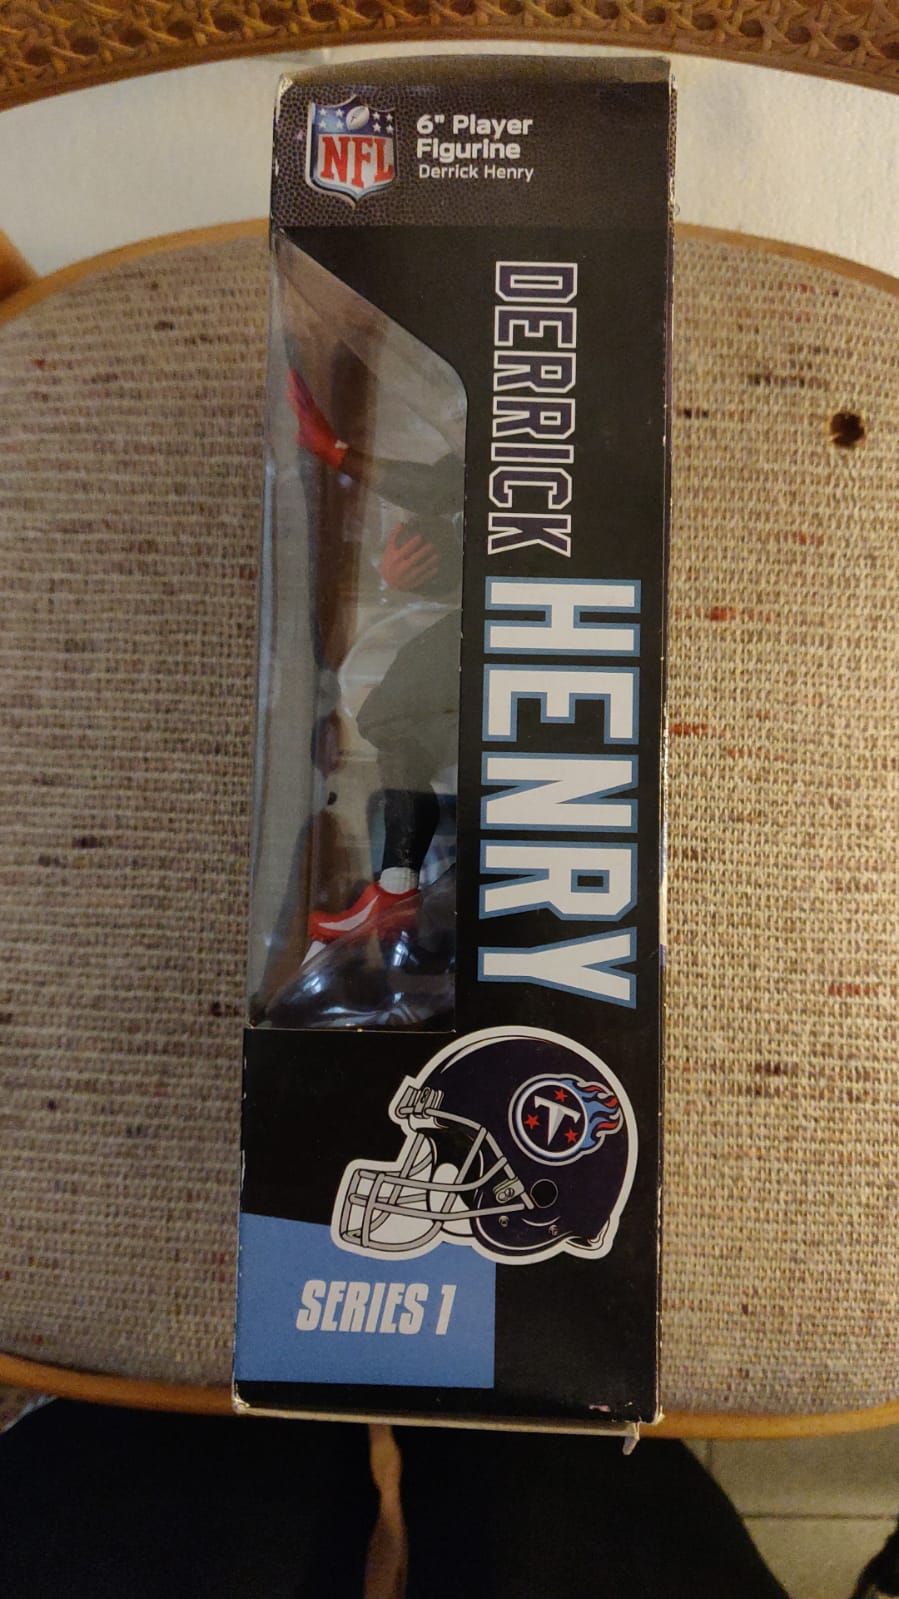 NFL
6" Player
Figurine
Derrick Henry
DERRICK
HENRY
T
SERIES 1